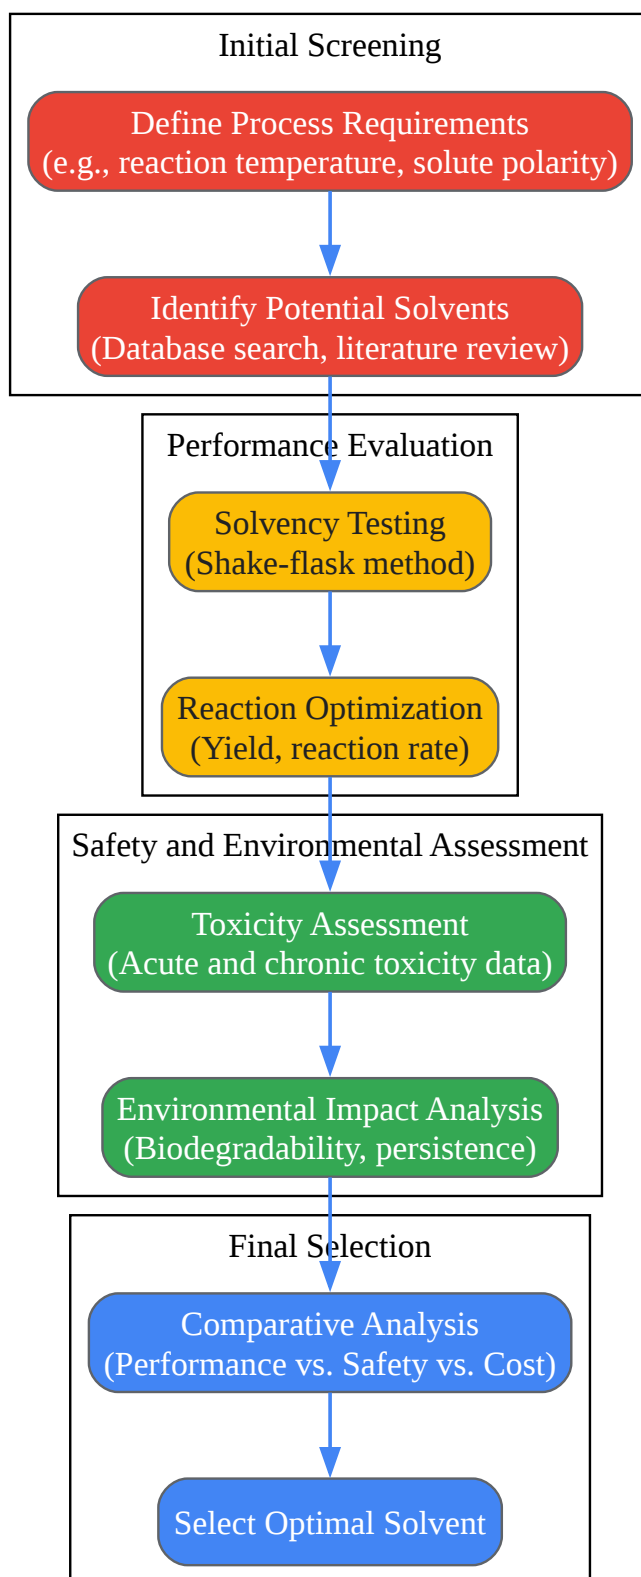 Initial Screening
Define Process Requirements
(e.g., reaction temperature, solute polarity)
Identify Potential Solvents
(Database search, literature review)
Performance Evaluation
Solvency Testing
(Shake-flask method)
Reaction Optimization
(Yield, reaction rate)
Safety and Environmental Assessment
Toxicity Assessment
(Acute and chronic toxicity data)
Environmental Impact Analysis
(Biodegradability, persistence)
Final Selection
Comparative Analysis
(Performance vs. Safety vs. Cost)
Select Optimal Solvent